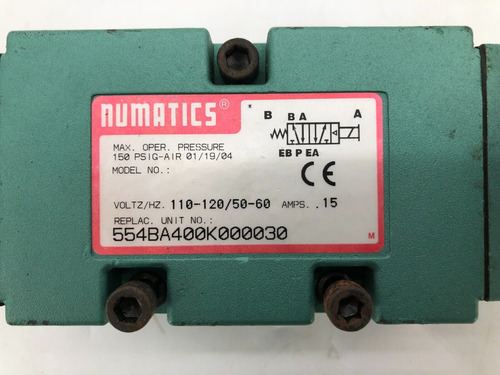 numatics®
MAX. OPER. PRESSURE
150 PSIG-AIR 01/19/04
MODEL NO.:
B B A A
EB P EA
CE
VOLTZ/HZ. 110-120/50-60 AMPS. .15
REPLAC. UNIT NO.:
554BA400K000030
M